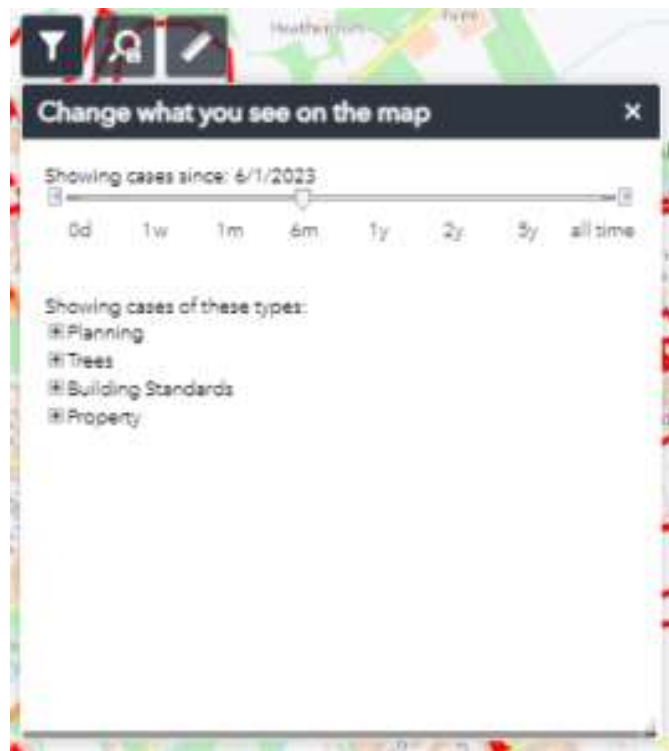 Change what you see on the map
Showing cases since: 6/1/2023
0d 1w 1m 6m 1y 2y 5y all time
Showing cases of these types:
Planning
Trees
Building Standards
Property